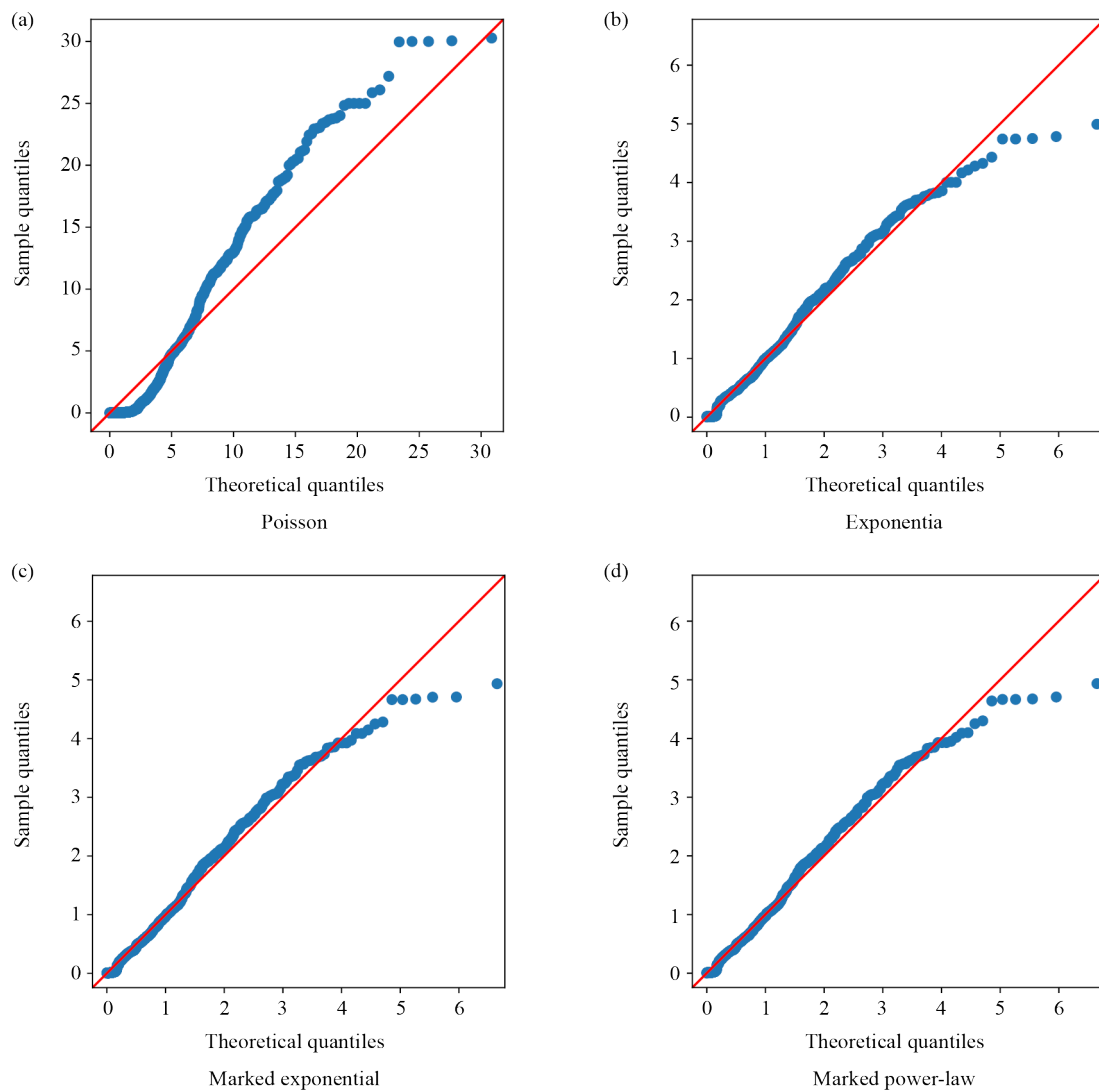 (a)
30
25
20
15
10
5
0
Sample quantiles
0 5 10 15 20 25 30
Theoretical quantiles
Poisson
(b)
6
5
4
3
2
1
0
Sample quantiles
0 1 2 3 4 5 6
Theoretical quantiles
Exponentia
(c)
6
5
4
3
2
1
0
Sample quantiles
0 1 2 3 4 5 6
Theoretical quantiles
Marked exponential
(d)
6
5
4
3
2
1
0
Sample quantiles
0 1 2 3 4 5 6
Theoretical quantiles
Marked power-law